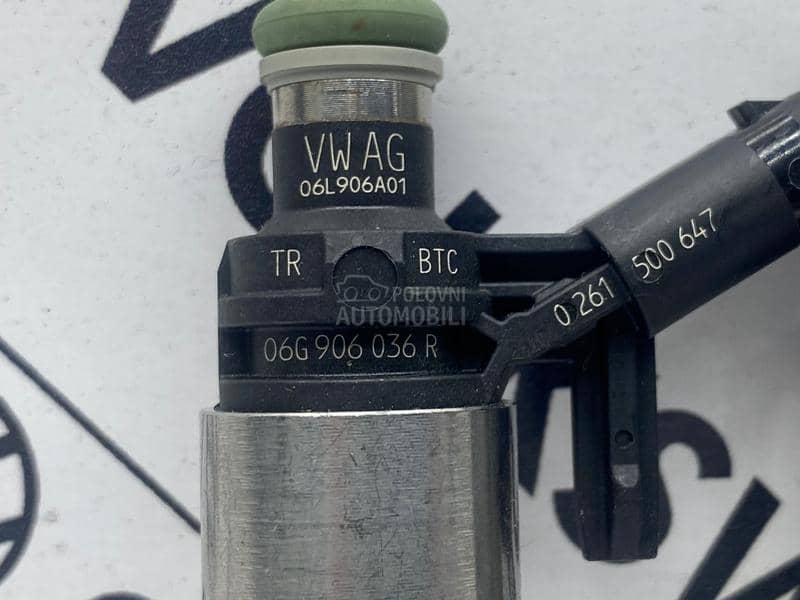 VW AG
06L906A01
TR BTC
POLOVNI
AUTOMOBILI
06G 906 036 R
0 261 500 647